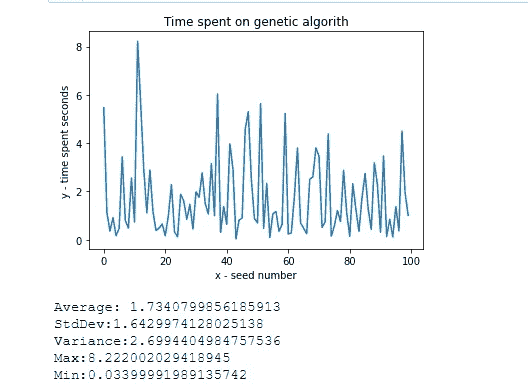 Time spent on genetic algorith
y - time spent seconds
8
6
4
2
0
0 20 40 60 80 100
x - seed number
Average: 1.7340799856185913
StdDev:1.6429974128025138
Variance:2.6994404984757536
Max:8.222002029418945
Min:0.03399991989135742